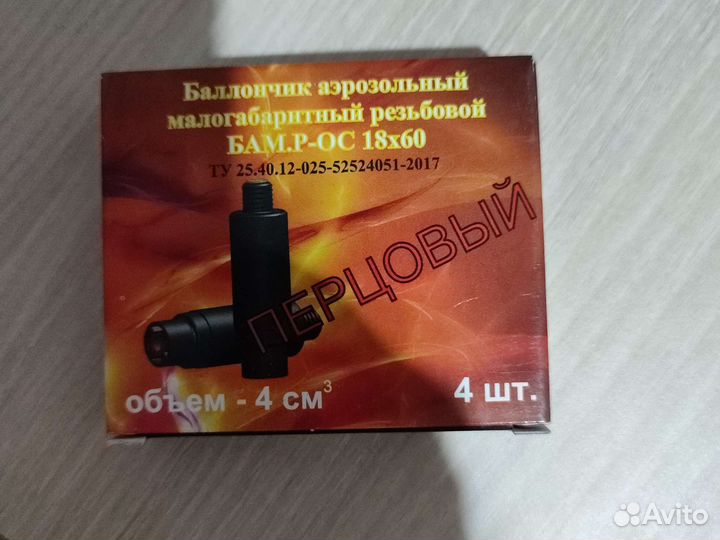 Баллончик аэрозольный
малогабаритный резьбовой
БАМ.Р-ОС 18х60
ТУ 25.40.12-025-52524051-2017
ПЕРЦОВЫЙ
объем - 4 см³
4 шт.
Avito